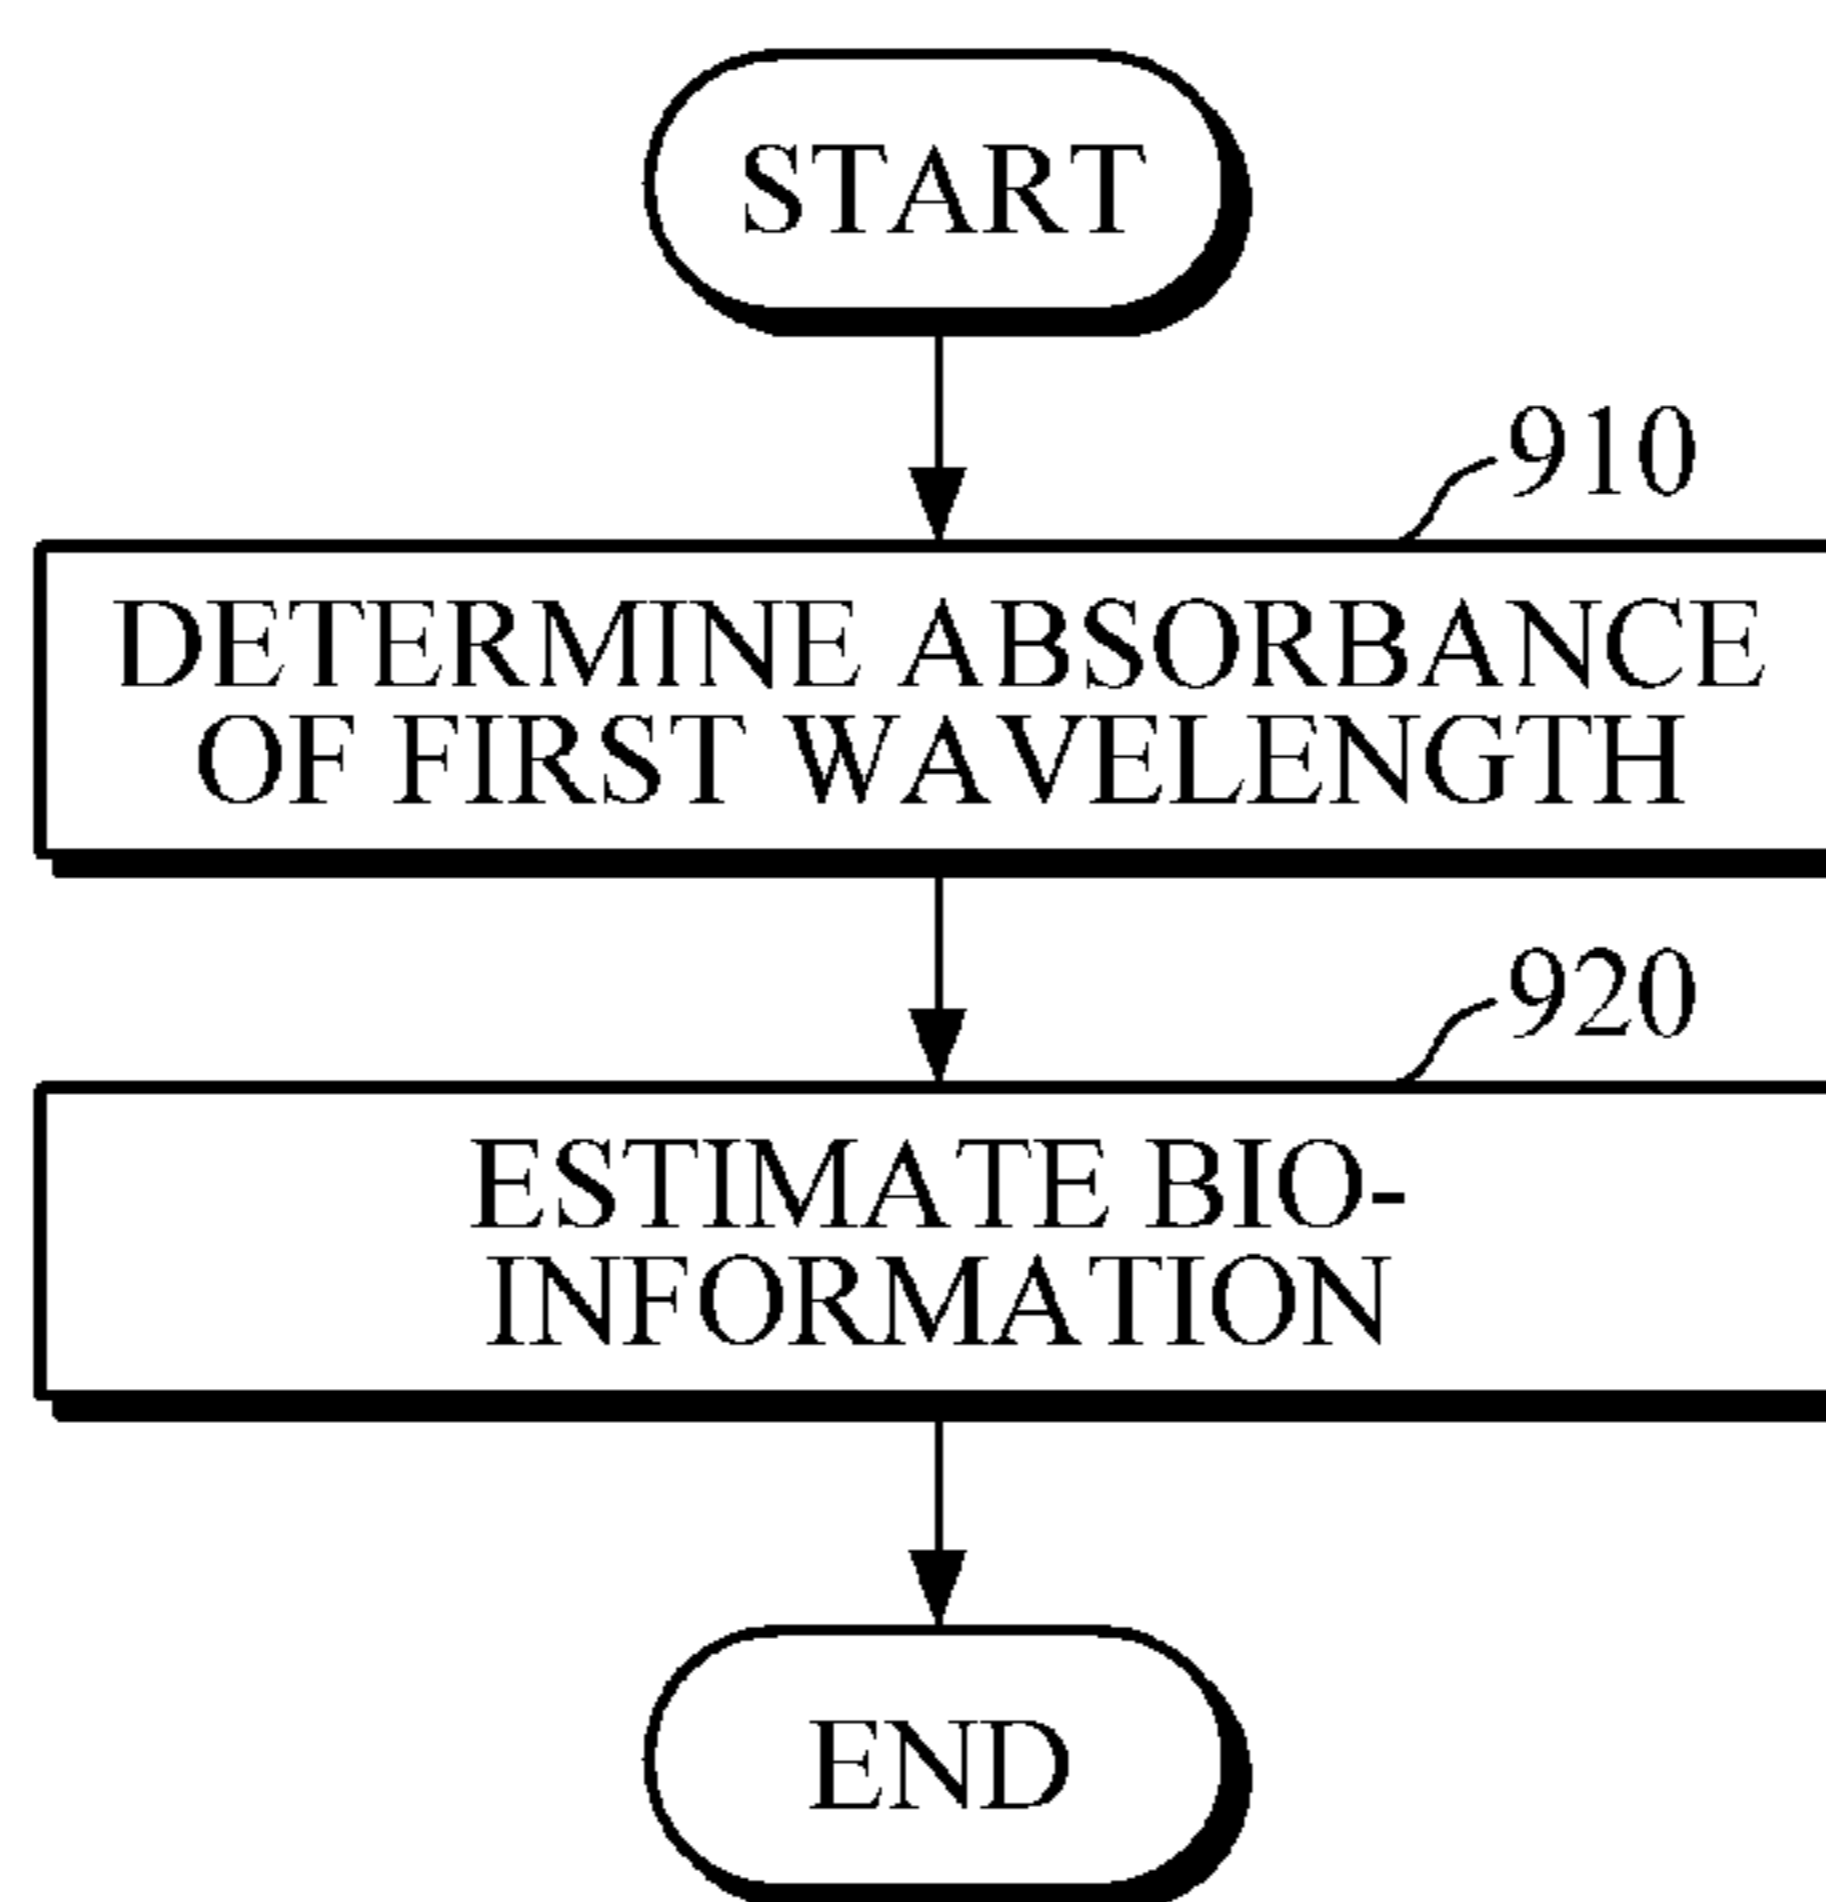 START
910
DETERMINE ABSORBANCE
OF FIRST WAVELENGTH
920
ESTIMATE BIO-
INFORMATION
END